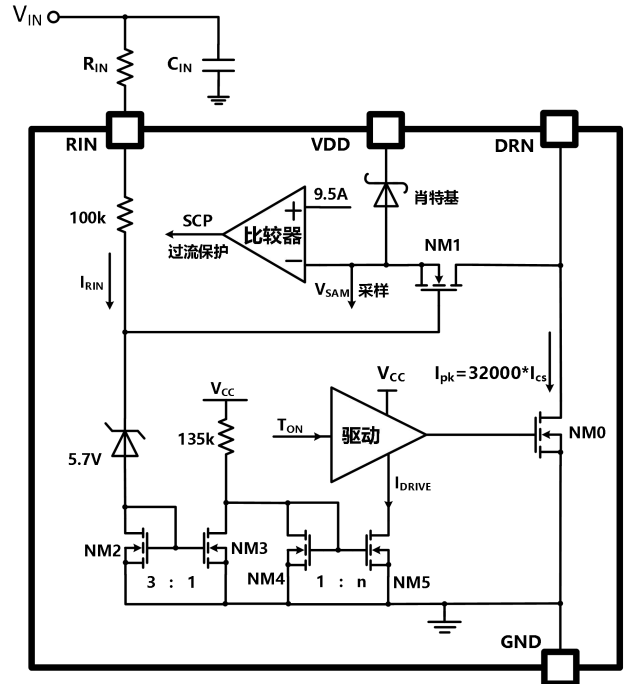 VIN
RIN
CIN
RIN
VDD
DRN
100k
SCP
过流保护
比较器
9.5A
肖特基
NM1
IRIN
VSAM
采样
VCC
VCC
Ipk=32000*Ics
135k
TON
驱动
NM0
5.7V
IDRIVE
NM2
NM3
NM4
NM5
3 : 1
1 : n
GND